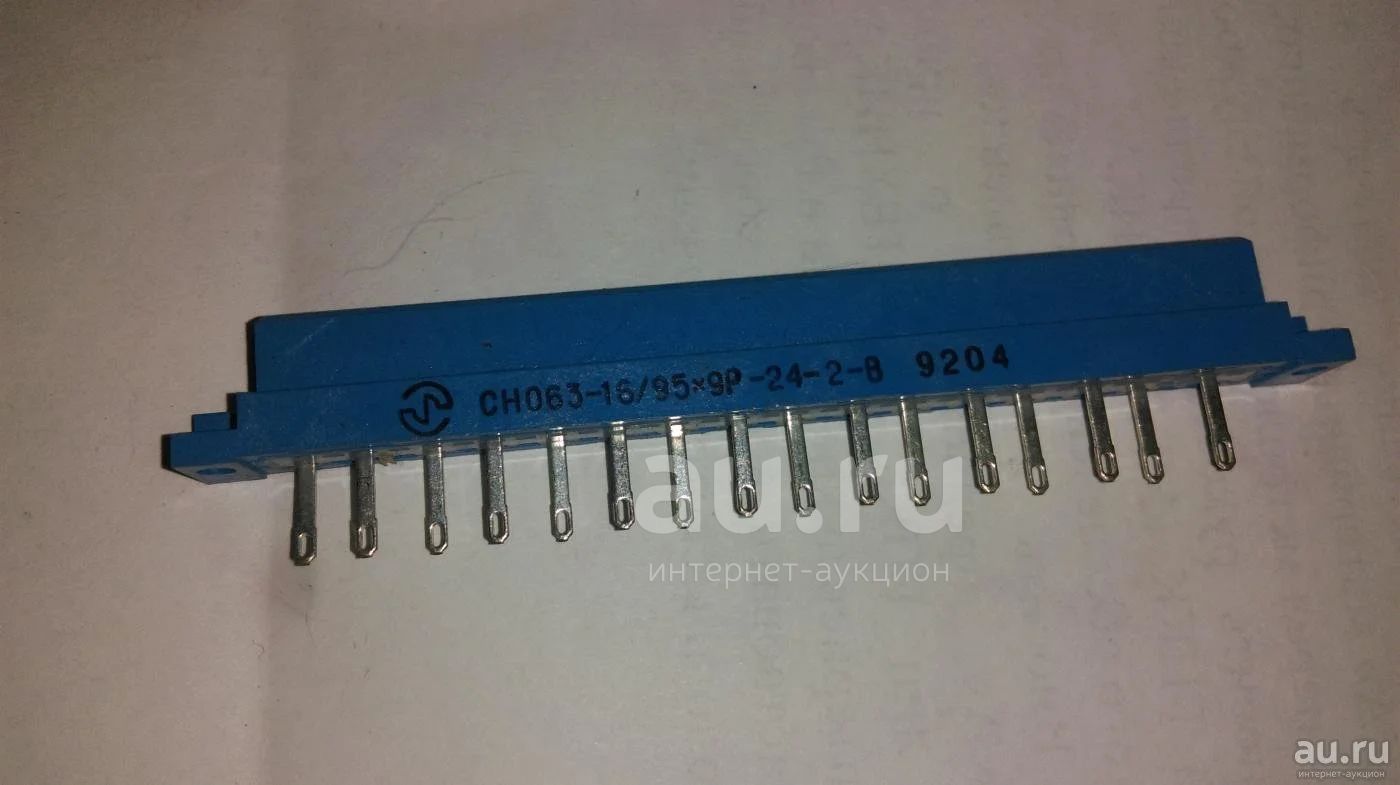 СНО63-16/95×9Р-24-2-В 9204
au.ru
интернет-аукцион
au.ru
интернет-аукцион